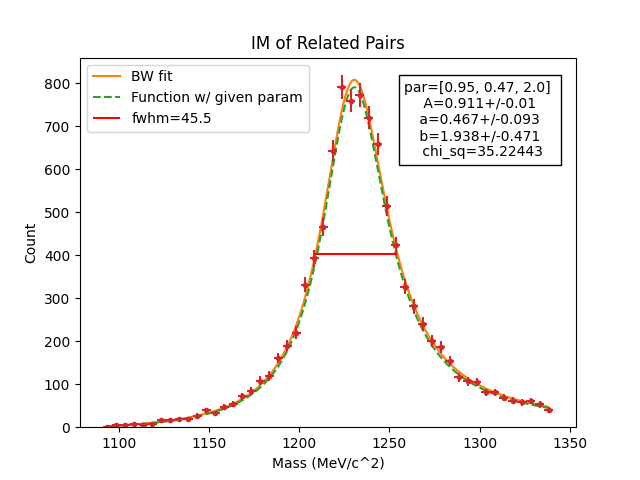 IM of Related Pairs
BW fit
Function w/ given param
fwhm=45.5
par=[0.95, 0.47, 2.0]
A=0.911+/-0.01
a=0.467+/-0.093
b=1.938+/-0.471
chi_sq=35.22443
Count
800
700
600
500
400
300
200
100
0
1100 1150 1200 1250 1300 1350
Mass (MeV/c^2)